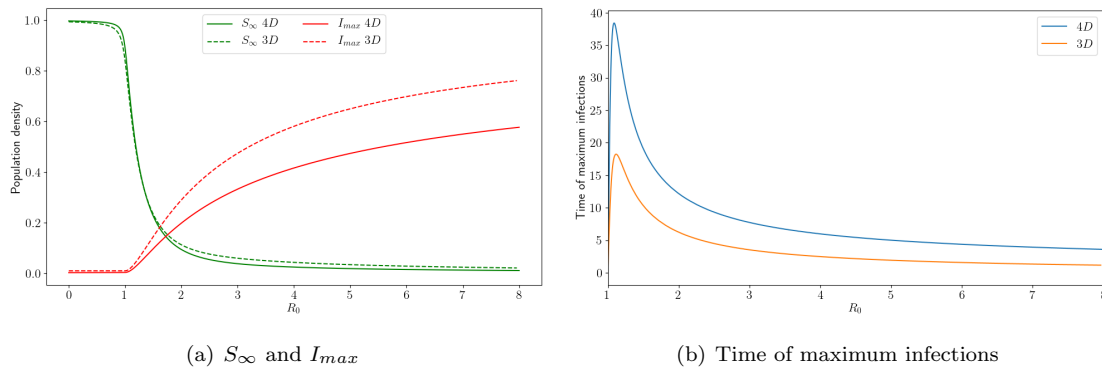 S∞ 4D
S∞ 3D
Imax 4D
Imax 3D
1.0
0.8
0.6
0.4
0.2
0.0
Population density
0 1 2 3 4 5 6 7 8
R0
(a) S∞ and Imax
4D
3D
40
35
30
25
20
15
10
5
0
Time of maximum infections
1 2 3 4 5 6 7 8
R0
(b) Time of maximum infections